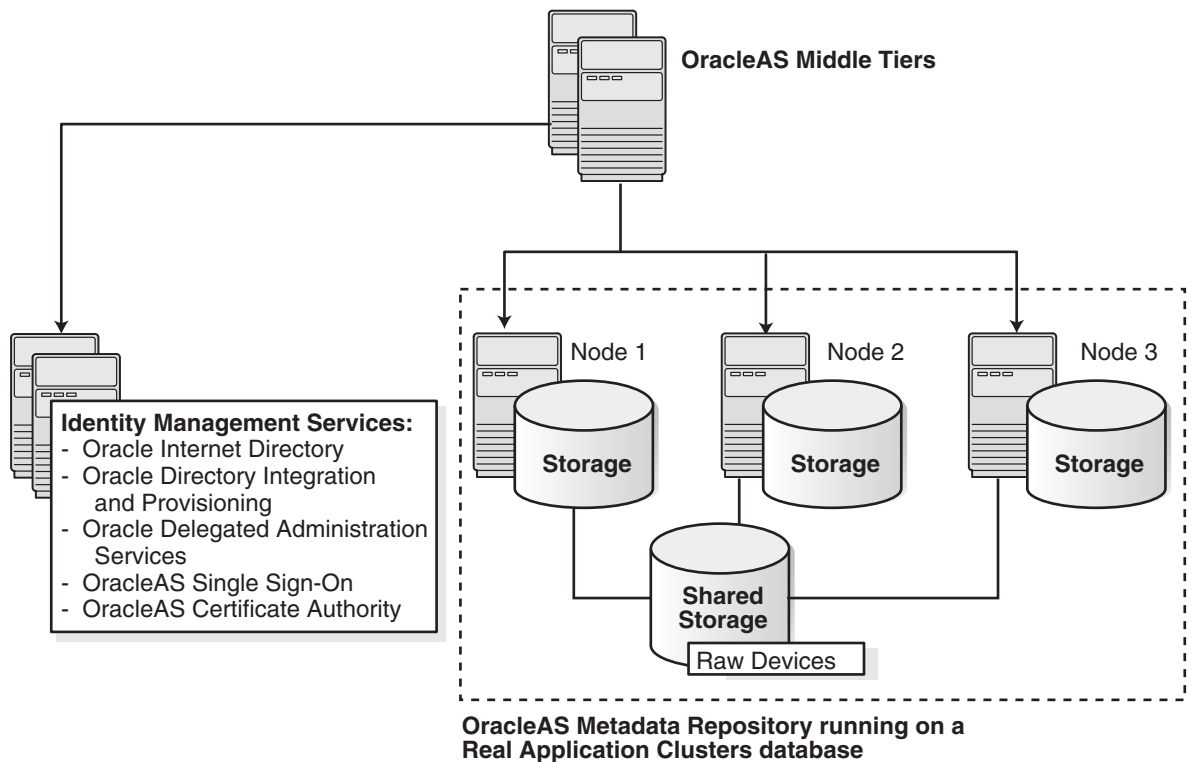 OracleAS Middle Tiers
Node 1
Node 2
Node 3
Identity Management Services:
- Oracle Internet Directory
- Oracle Directory Integration
and Provisioning
- Oracle Delegated Administration
Services
- OracleAS Single Sign-On
- OracleAS Certificate Authority
Storage
Storage
Storage
Shared
Storage
Raw Devices
OracleAS Metadata Repository running on a
Real Application Clusters database